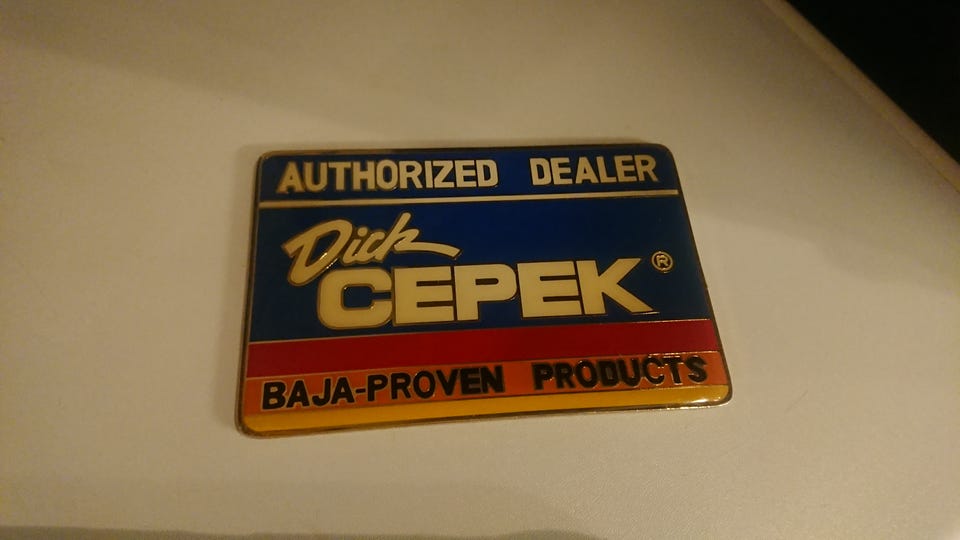 AUTHORIZED DEALER
Dick
CEPEK®
BAJA-PROVEN PRODUCTS